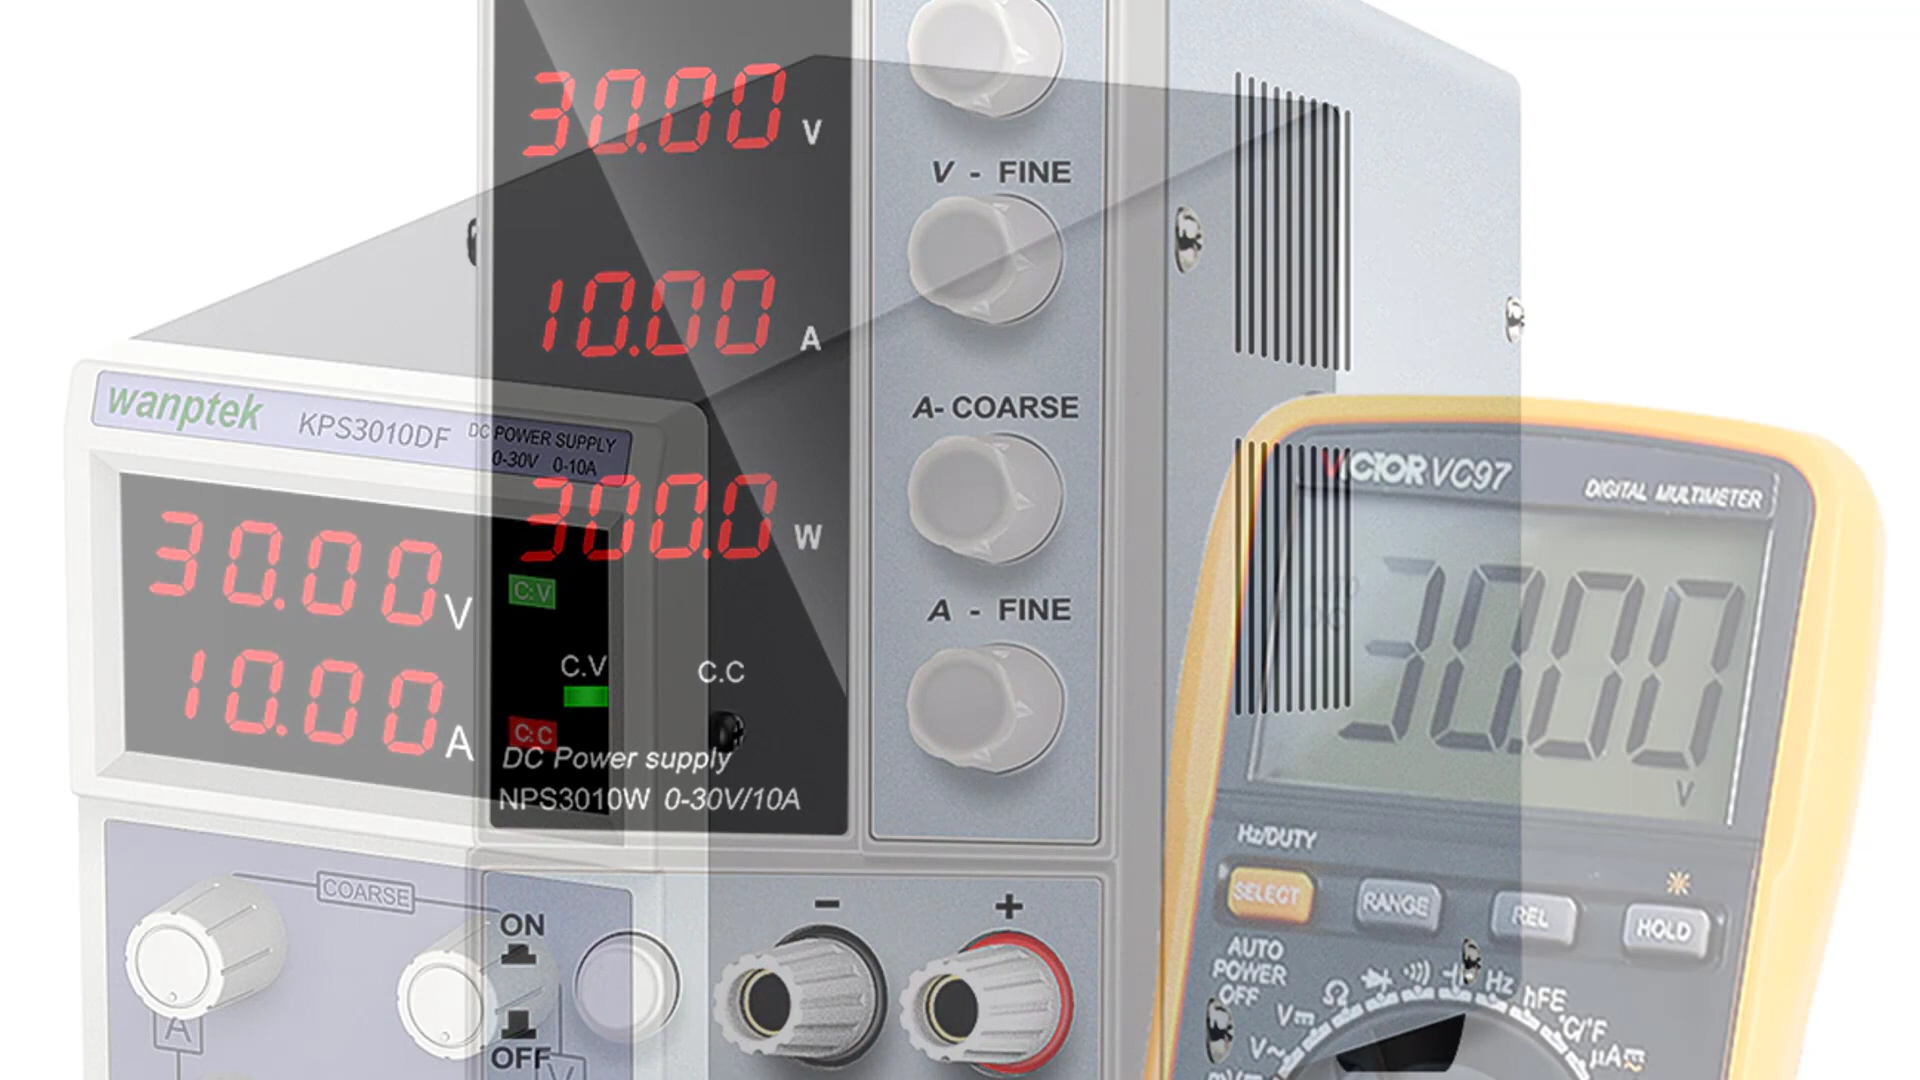 30.00 V
V - FINE
10.00 A
A- COARSE
wanptek KPS3010DF DC POWER SUPPLY
0-30V 0-10A
300.0 W
A - FINE
30.00 V
C.V
10.00 A
C.V C.C
C.C
DC Power supply
NPS3010W 0-30V/10A
COARSE
ON
OFF
A
V
- +
VICTOR VC97
DIGITAL MULTIMETER
30.00
V
Hz/DUTY
SELECT RANGE REL HOLD
AUTO
POWER
OFF
Ω Hz hFE
°C/°F
V
V~
μA